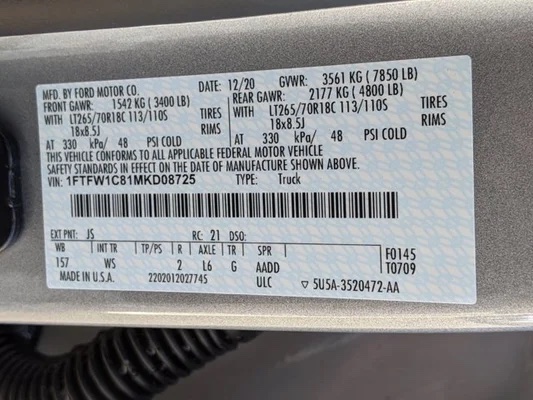 MFD. BY FORD MOTOR CO.
DATE: 12/20 GVWR: 3561 KG (7850 LB)
FRONT GAWR: 1542 KG (3400 LB) REAR GAWR: 2177 KG (4800 LB)
WITH LT265/70R18C 113/110S TIRES WITH LT265/70R18C 113/110S TIRES
18x8.5J RIMS 18x8.5J RIMS
AT 330 kPa/ 48 PSI COLD AT 330 kPa/ 48 PSI COLD
THIS VEHICLE CONFORMS TO ALL APPLICABLE FEDERAL MOTOR VEHICLE
SAFETY STANDARDS IN EFFECT ON THE DATE OF MANUFACTURE SHOWN ABOVE.
VIN: 1FTFW1C81MKD08725 TYPE: Truck
EXT PNT: JS RC: 21 DSO:
WB INT TR TP/PS R AXLE TR SPR F0145
157 WS 2 L6 G AADD T0709
MADE IN U.S.A. 2202012027745 ULC ▽ 5U5A-3520472-AA